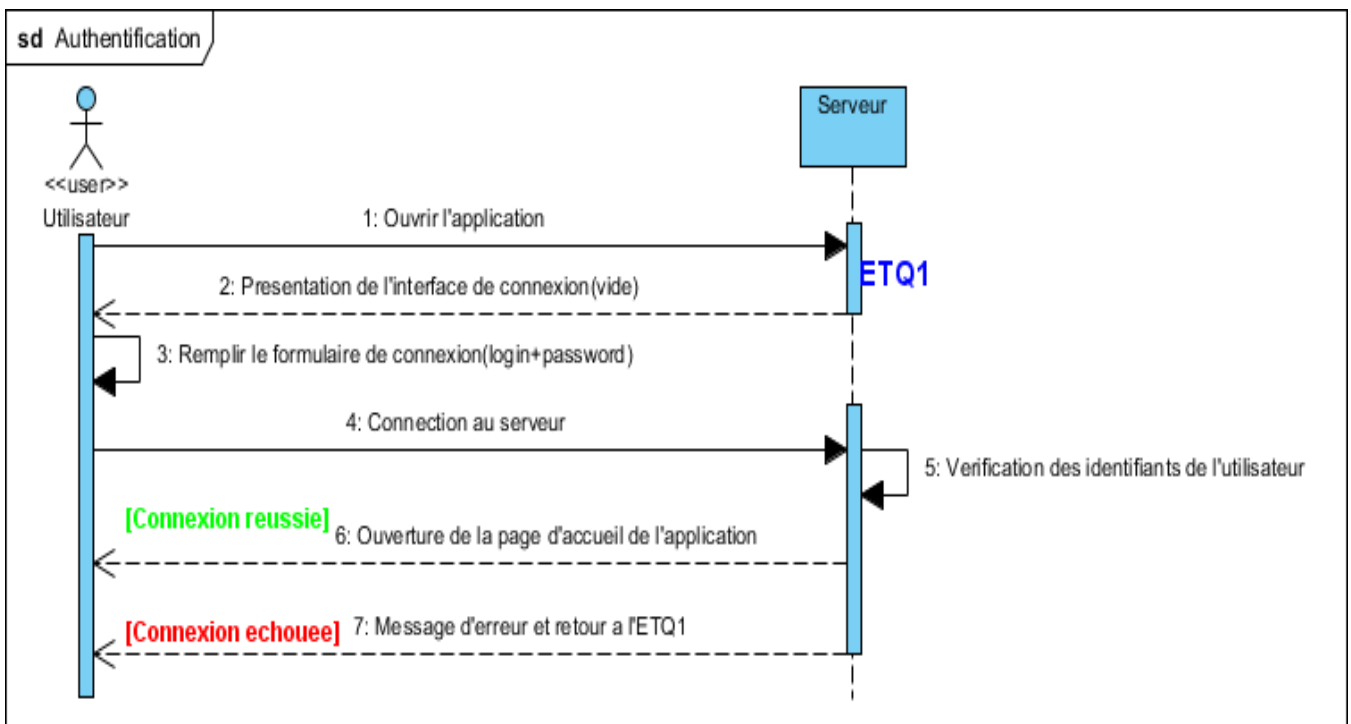 sd Authentification
Serveur
<<user>>
Utilisateur
1: Ouvrir l'application
ETQ1
2: Presentation de l'interface de connexion(vide)
3: Remplir le formulaire de connexion(login+password)
4: Connection au serveur
5: Verification des identifiants de l'utilisateur
[Connexion reussie]
6: Ouverture de la page d'accueil de l'application
[Connexion echouee] 7: Message d'erreur et retour a l'ETQ1